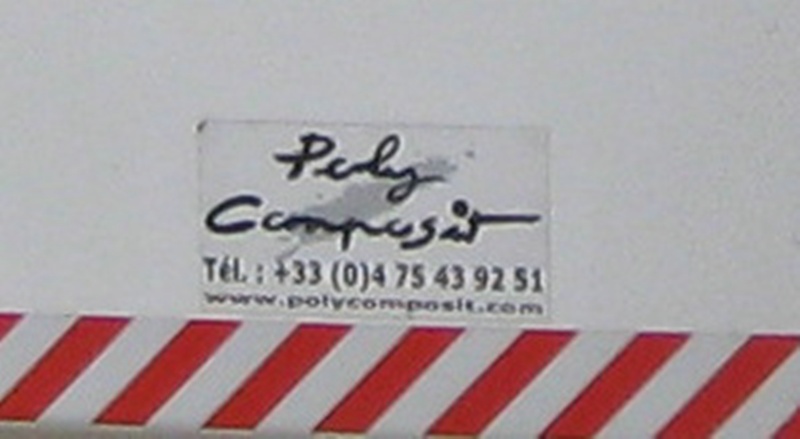 Poly
Composit
Tél. : +33 (0)4 75 43 92 51
www.polycomposit.com